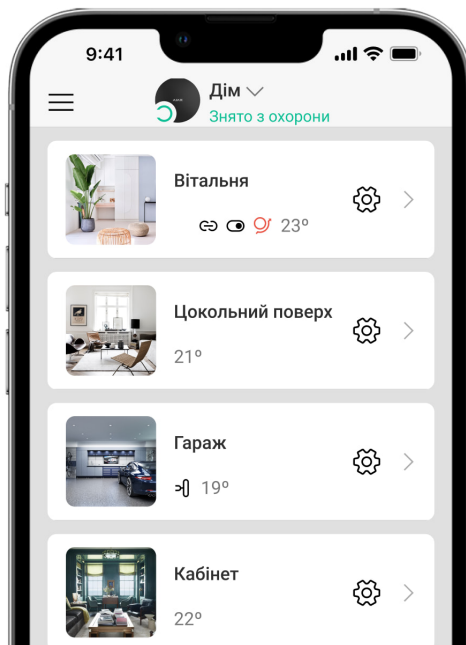 9:41
Дім
Знято з охорони
Вітальня
23°
Цокольний поверх
21°
Гараж
19°
Кабінет
22°